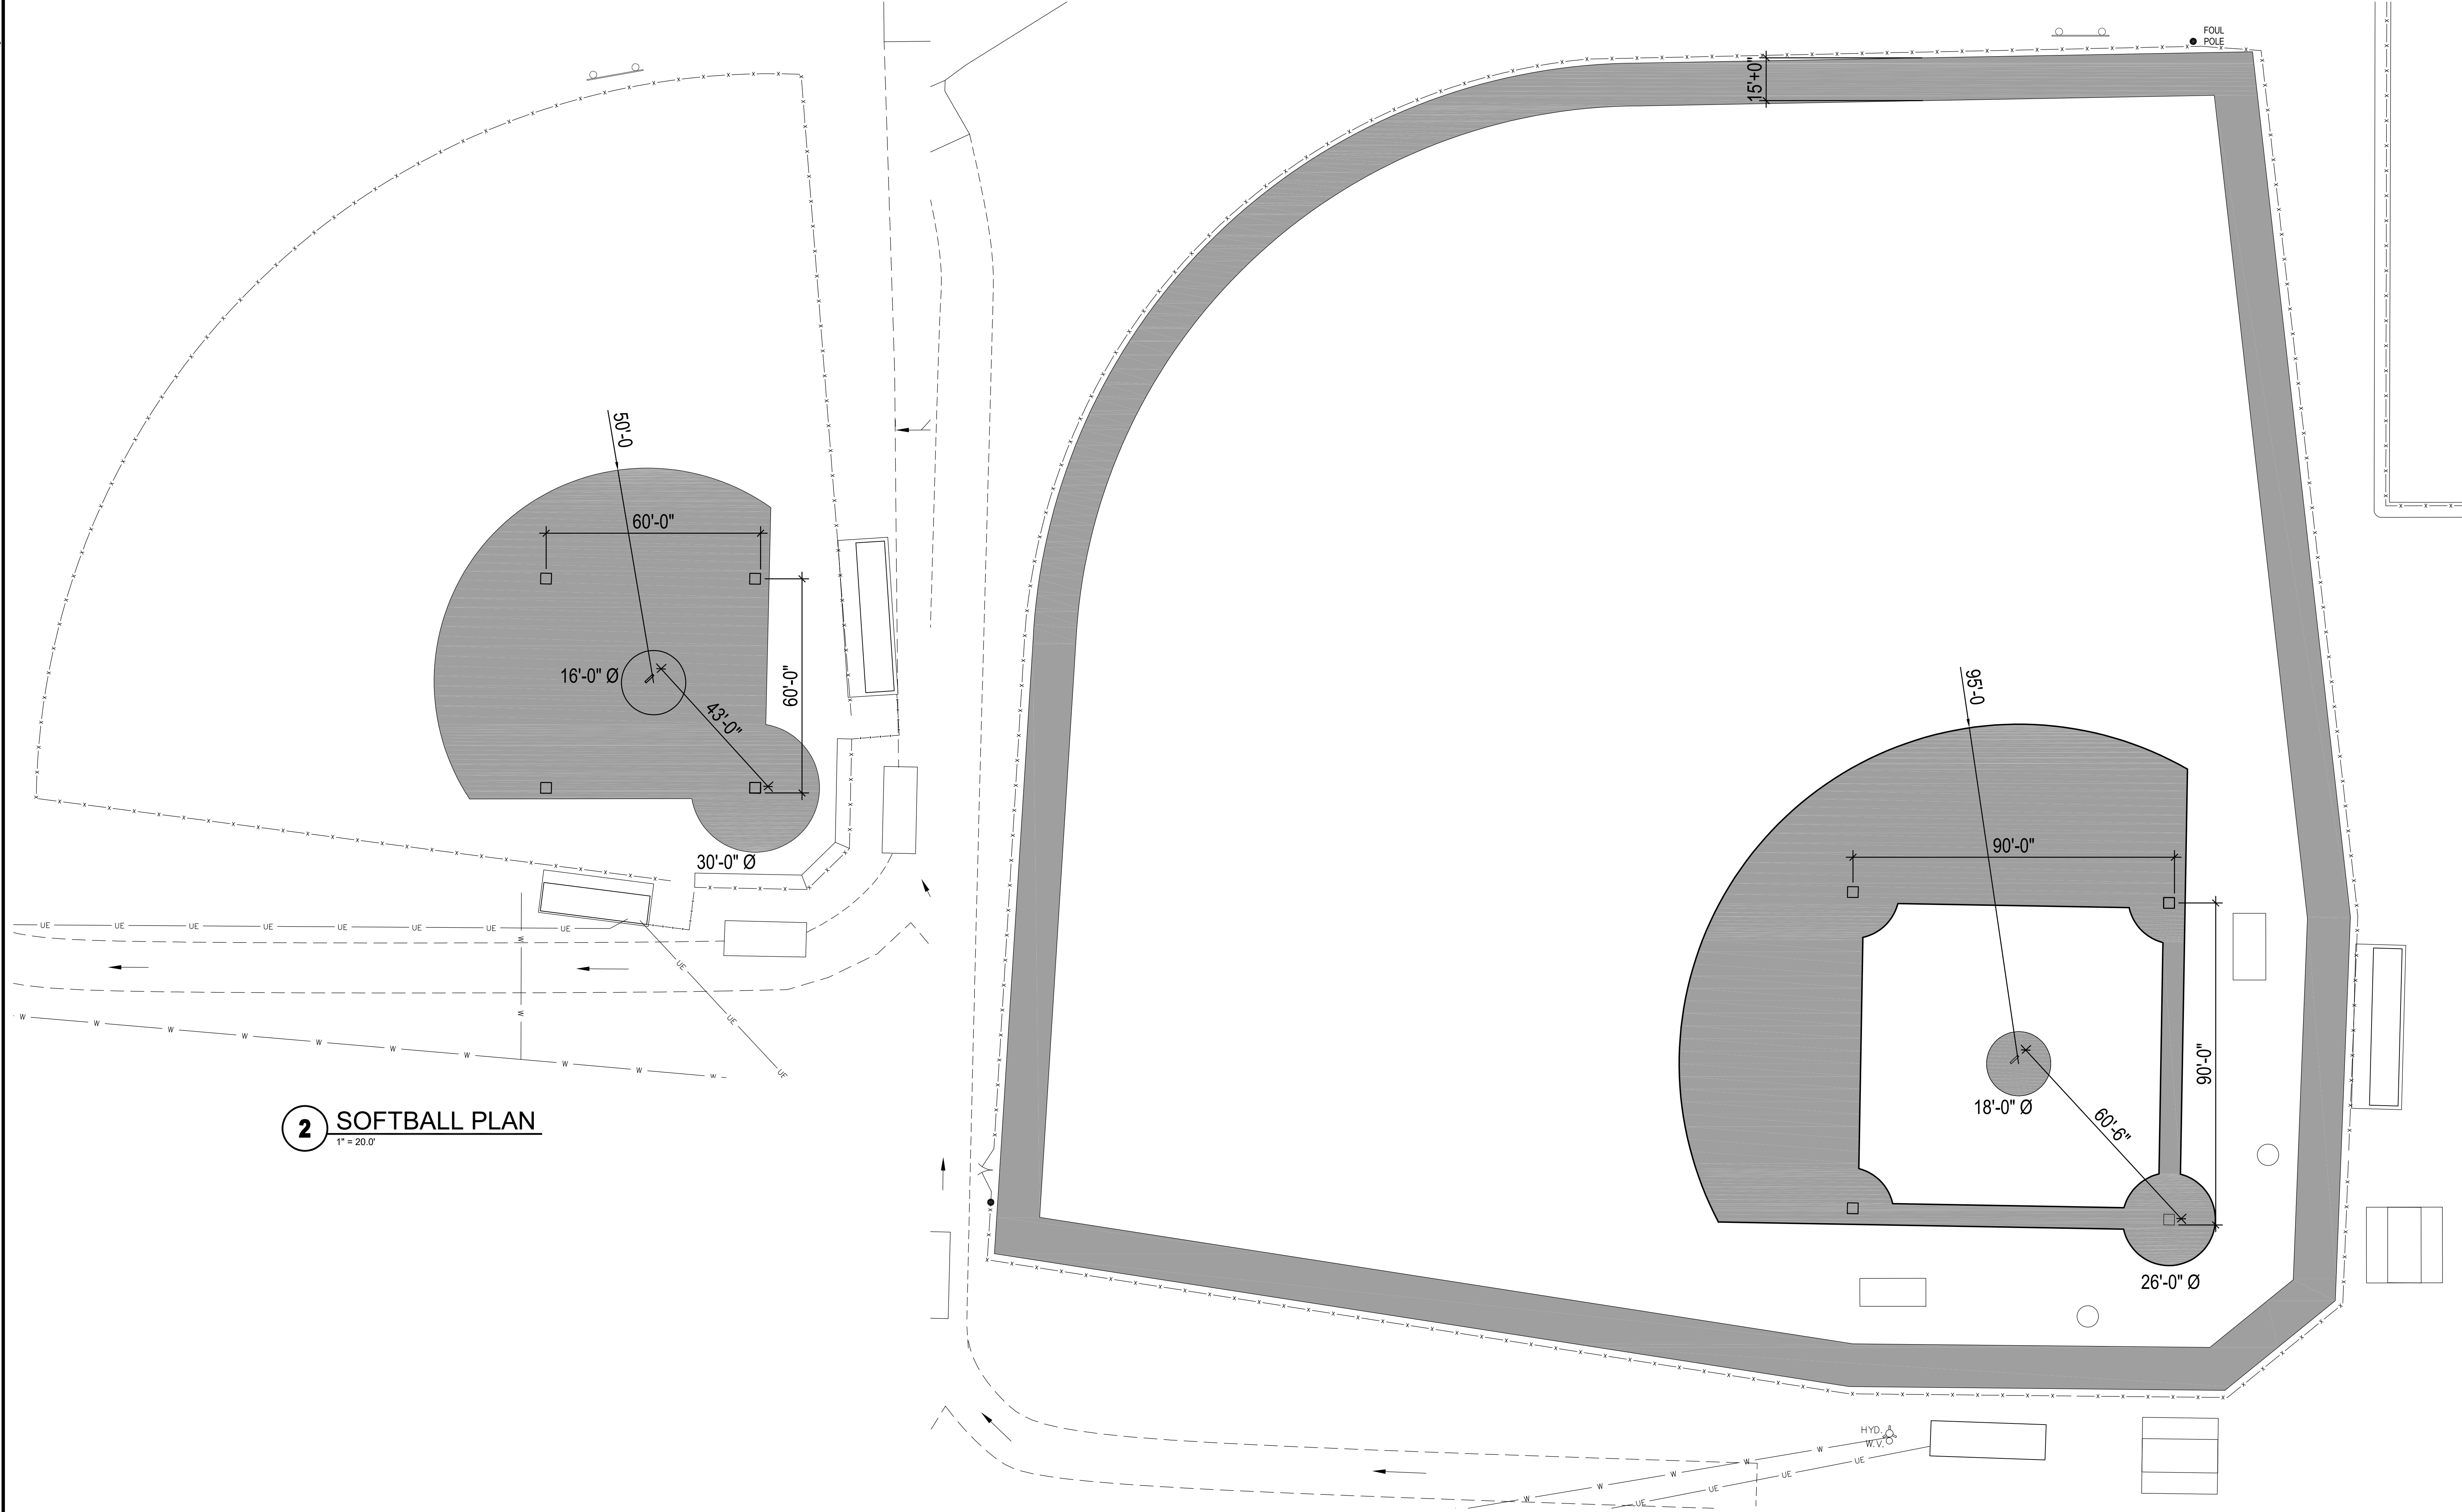 FOUL
POLE
15'+0"
50'-0
60'-0"
16'-0" Ø
60'-0"
43'-0"
30'-0" Ø
95'-0
90'-0"
90'-0"
18'-0" Ø
60'-6"
26'-0" Ø
UE UE UE UE UE UE UE UE
W
UE
W
UE
UE
W W W W W W W W W W
2 SOFTBALL PLAN
1" = 20.0'
HYD.
W.V.
W W W W W
UE UE UE UE